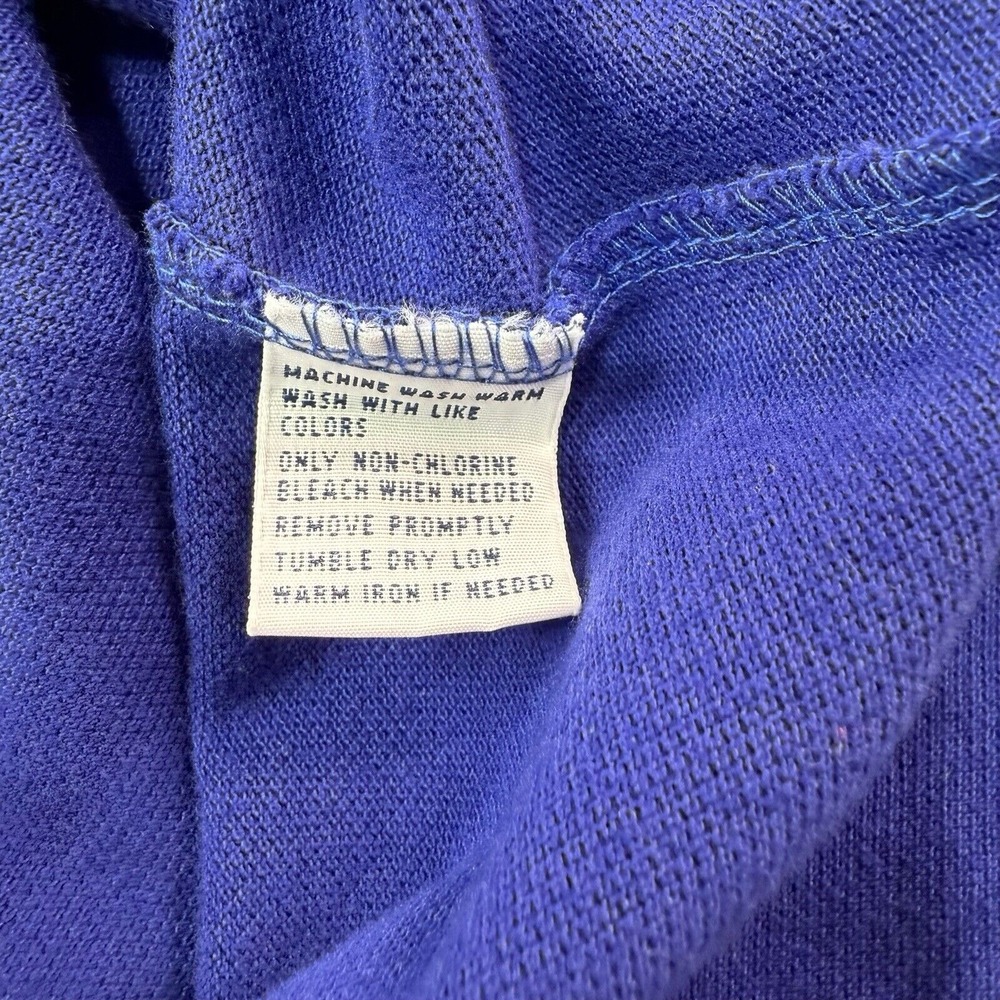 MACHINE WASH WARM
WASH WITH LIKE
COLORS
ONLY NON-CHLORINE
BLEACH WHEN NEEDED
REMOVE PROMPTLY
TUMBLE DRY LOW
WARM IRON IF NEEDED